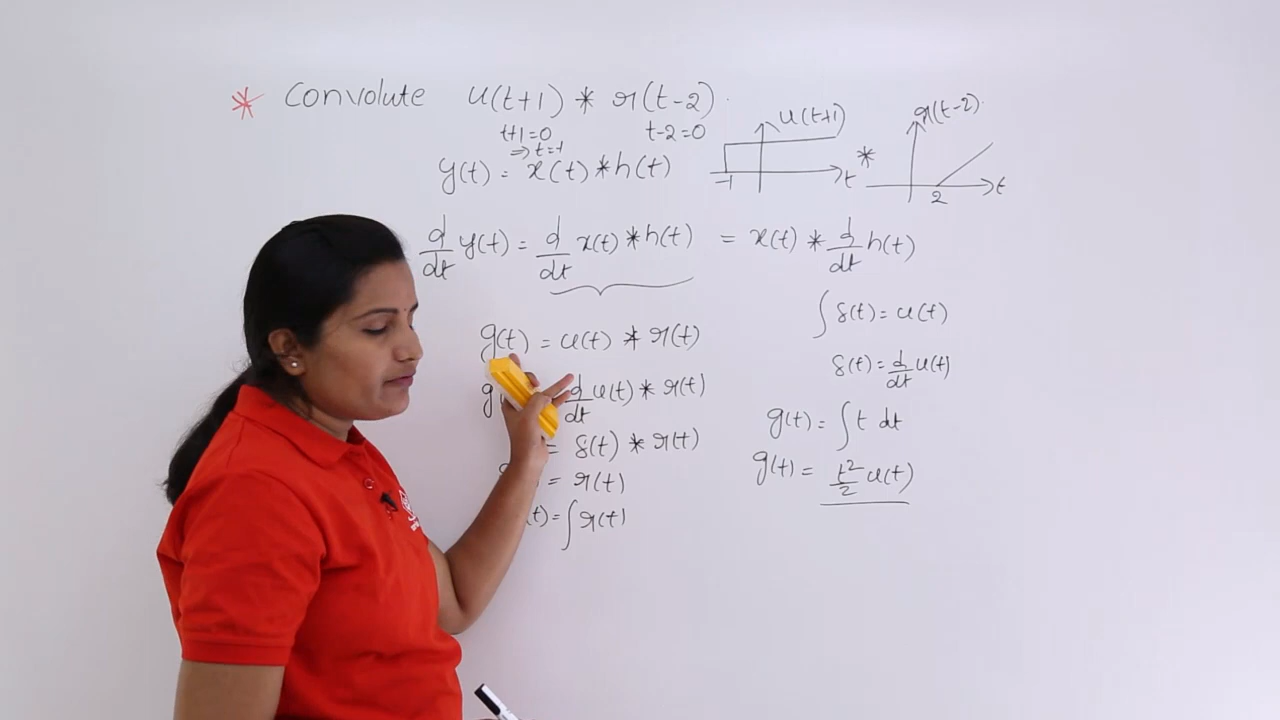 * Convolute u(t+1) * r(t-2)
t+1=0 t-2=0
⇒ t=-1
u(t+1)
-1 t
*
r(t-2)
2 t
y(t) = x(t) * h(t)
d/dt y(t) = d/dt x(t) * h(t) = x(t) * d/dt h(t)
g(t) = u(t) * r(t)
g d/dt u(t) * r(t)
= δ(t) * r(t)
= r(t)
(t) = ∫ r(t)
∫ δ(t) = u(t)
δ(t) = d/dt u(t)
g(t) = ∫ t dt
g(t) = t²/2 u(t)